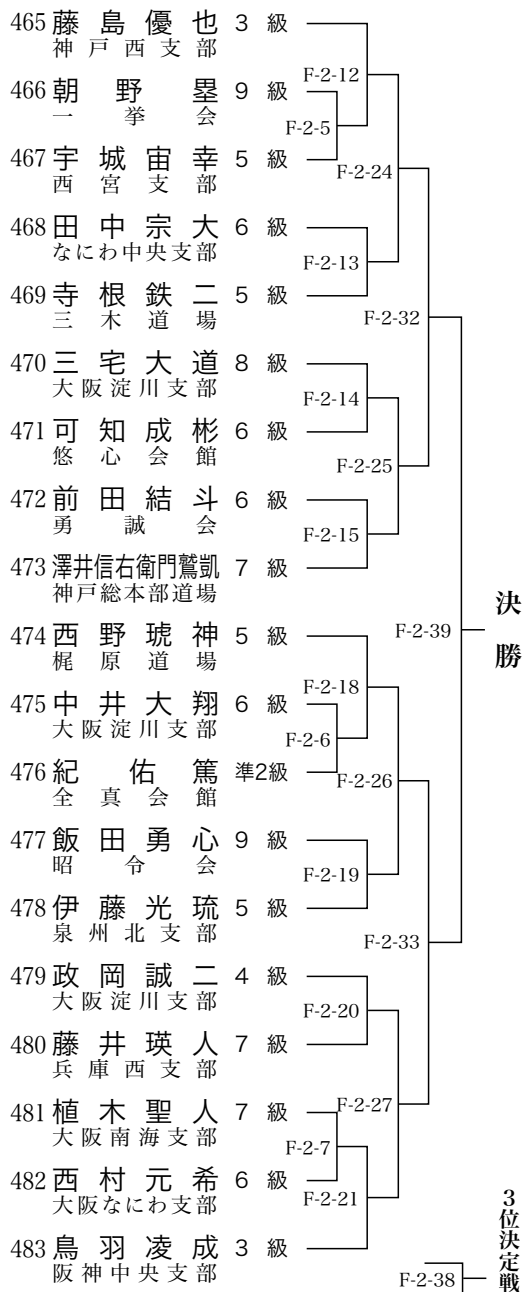 465 藤島優也 3級
神戸西支部
F-2-12
466 朝野塁 9級
一挙会
F-2-5
467 宇城宙幸 5級
西宮支部
F-2-24
468 田中宗大 6級
なにわ中央支部
F-2-13
469 寺根鉄二 5級
三木道場
F-2-32
470 三宅大道 8級
大阪淀川支部
F-2-14
471 可知成彬 6級
悠心会館
F-2-25
472 前田結斗 6級
勇誠会
F-2-15
473 澤井信右衛門鷲凱 7級
神戸総本部道場
決勝
F-2-39
474 西野琥神 5級
梶原道場
F-2-18
475 中井大翔 6級
大阪淀川支部
F-2-6
476 紀佑篤 準2級
全真会館
F-2-26
477 飯田勇心 9級
昭令会
F-2-19
478 伊藤光琉 5級
泉州北支部
F-2-33
479 政岡誠二 4級
大阪淀川支部
F-2-20
480 藤井瑛人 7級
兵庫西支部
481 植木聖人 7級
大阪南海支部
F-2-27
F-2-7
482 西村元希 6級
大阪なにわ支部
F-2-21
483 鳥羽凌成 3級
阪神中央支部
3位決定戦
F-2-38